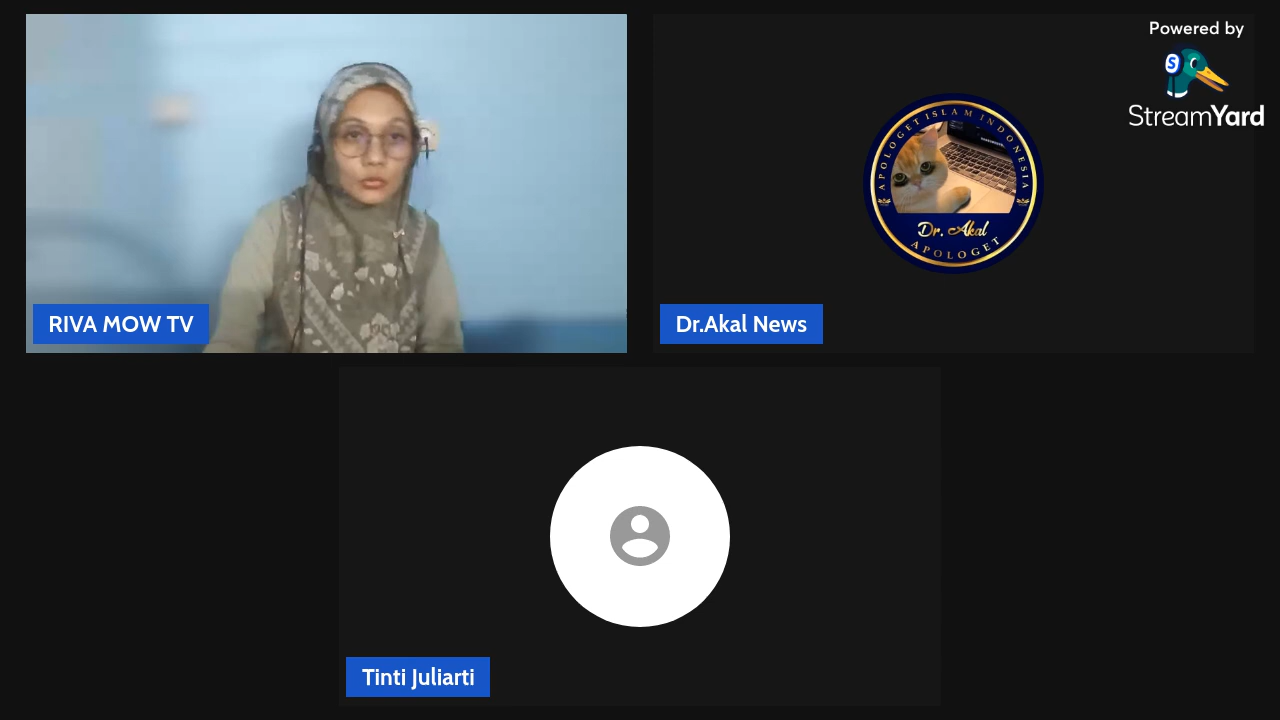 Powered by
S
StreamYard
APOLOGET ISLAM INDONESIA
Dr. Akal
APOLOGET
RIVA MOW TV
Dr.Akal News
Tinti Juliarti